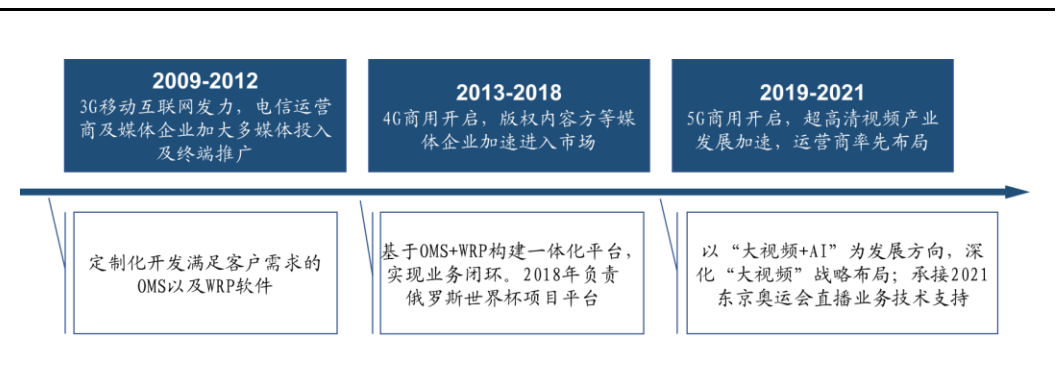 2009-2012
3G移动互联网发力，电信运营
商及媒体企业加大多媒体投入
及终端推广
2013-2018
4G商用开启，版权内容方等媒
体企业加速进入市场
2019-2021
5G商用开启，超高清视频产业
发展加速，运营商率先布局
定制化开发满足客户需求的
OMS以及WRP软件
基于OMS+WRP构建一体化平台，
实现业务闭环。2018年负责
俄罗斯世界杯项目平台
以“大视频+AI”为发展方向，深
化“大视频”战略布局；承接2021
东京奥运会直播业务技术支持